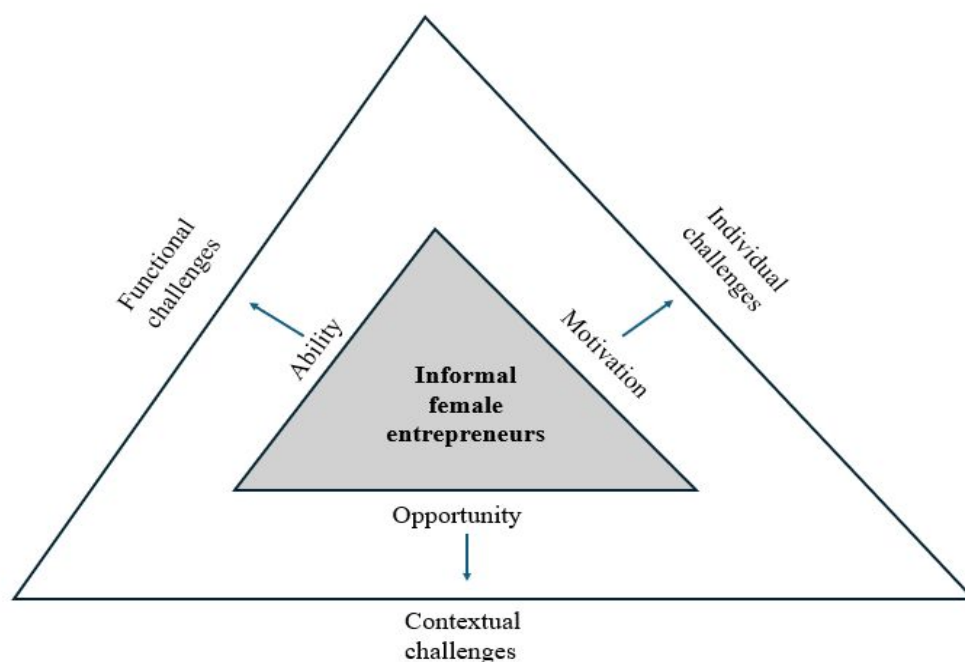 Functional
challenges
Individual
challenges
Ability
Motivation
Informal
female
entrepreneurs
Opportunity
Contextual
challenges